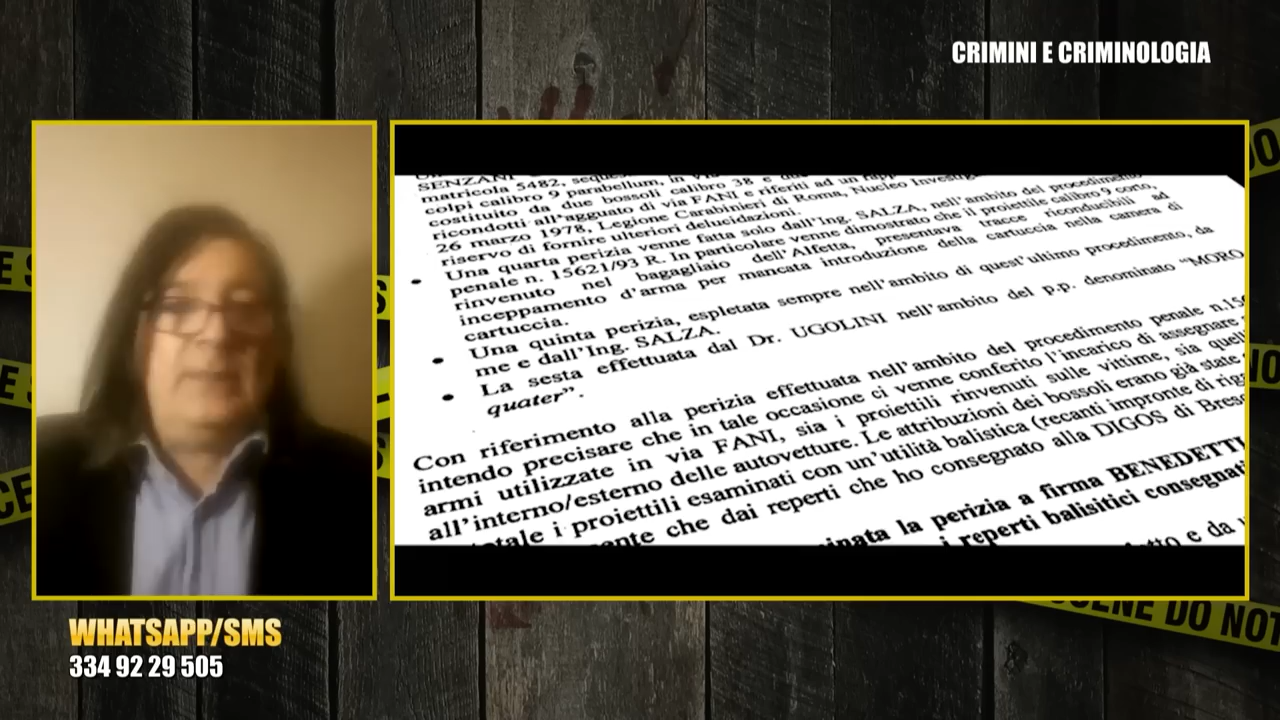 CRIMINI E CRIMINOLOGIA
SENZANI
matricola 5482,
colpi calibro 9 parabellum, in
costituito da due bossoli calibro 38 e
ricondotti all'agguato di via FANI e riferiti ad un
26 marzo 1978, Legione Carabinieri di Roma, Nucleo
riservo di fornire ulteriori delucidazioni.
• Una quarta perizia venne fatta solo dall'Ing. SALZA, nell'ambito del procedimento
penale n. 15621/93 R. In particolare venne dimostrato che il proiettile calibro 9 corto,
rinvenuto nel bagagliaio dell'Alfetta, presentava tracce riconducibili ad
inceppamento d'arma per mancata introduzione della cartuccia nella camera di
cartuccia.
• Una quinta perizia, espletata sempre nell'ambito di quest'ultimo procedimento, da
me e dall'Ing. SALZA.
• La sesta effettuata dal Dr. UGOLINI nell'ambito del p.p. denominato "MORO
quater".
Con riferimento alla perizia effettuata nell'ambito del procedimento penale
intendo precisare che in tale occasione ci venne conferito l'incarico di assegnare
armi utilizzate in via FANI, sia i proiettili rinvenuti sulle vittime, sia
all'interno/esterno delle autovetture. Le attribuzioni dei bossoli erano già state
i proiettili esaminati con un'utilità balistica (recanti impronte di
che dai reperti che ho consegnato alla DIGOS di
la perizia a firma BENEDETTI
i reperti balisitici
e da
CENE DO NOT
WHATSAPP/SMS
334 92 29 505